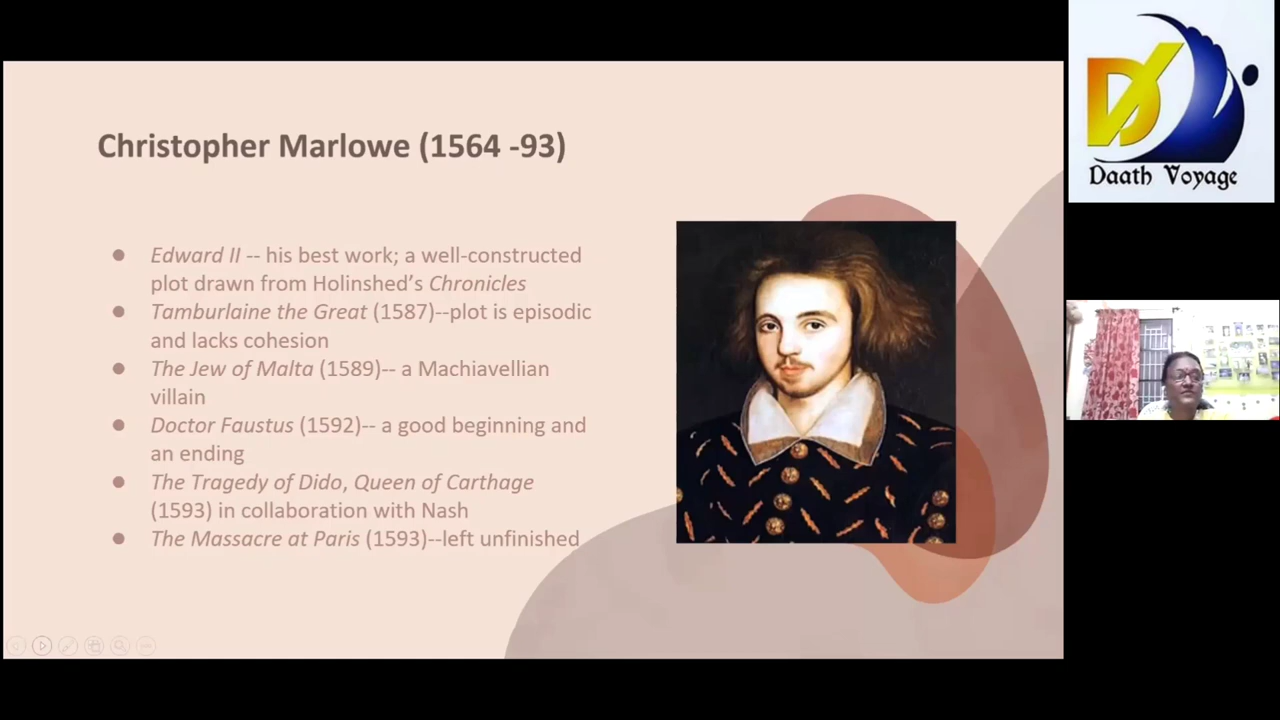 Christopher Marlowe (1564 -93)
● Edward II -- his best work; a well-constructed
plot drawn from Holinshed’s Chronicles
● Tamburlaine the Great (1587)--plot is episodic
and lacks cohesion
● The Jew of Malta (1589)-- a Machiavellian
villain
● Doctor Faustus (1592)-- a good beginning and
an ending
● The Tragedy of Dido, Queen of Carthage
(1593) in collaboration with Nash
● The Massacre at Paris (1593)--left unfinished
DV
Daath Voyage